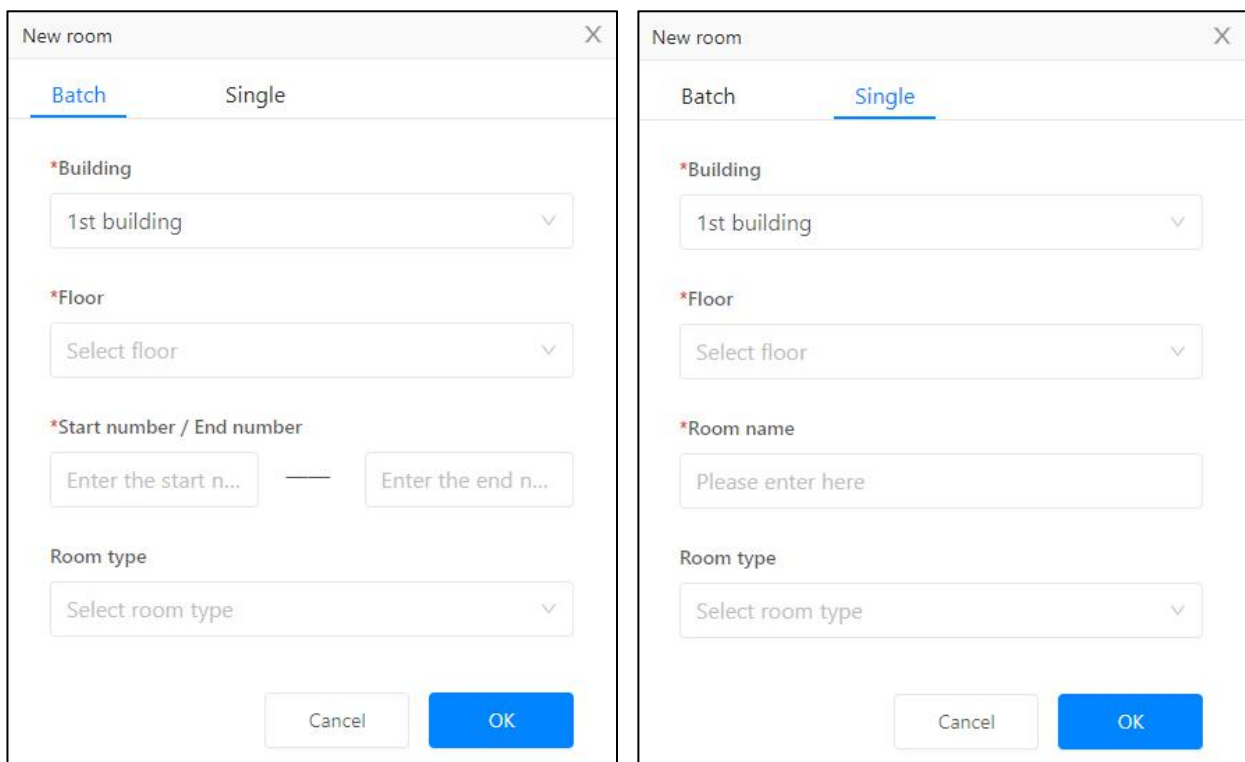 New room X
Batch Single
*Building
1st building
*Floor
Select floor
*Start number / End number
Enter the start n... —— Enter the end n...
Room type
Select room type
Cancel OK
New room X
Batch Single
*Building
1st building
*Floor
Select floor
*Room name
Please enter here
Room type
Select room type
Cancel OK